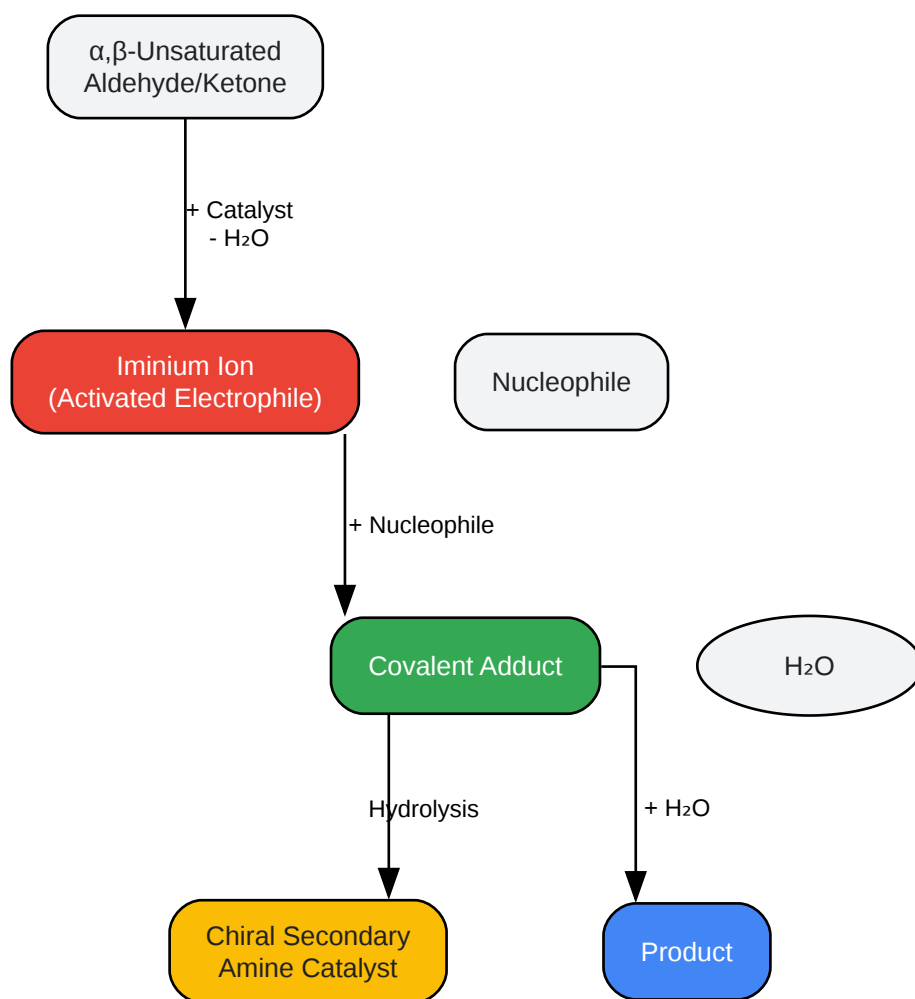 α,β-Unsaturated
Aldehyde/Ketone
+ Catalyst
- H₂O
Iminium Ion
(Activated Electrophile)
Nucleophile
+ Nucleophile
Covalent Adduct
H₂O
Hydrolysis
+ H₂O
Chiral Secondary
Amine Catalyst
Product